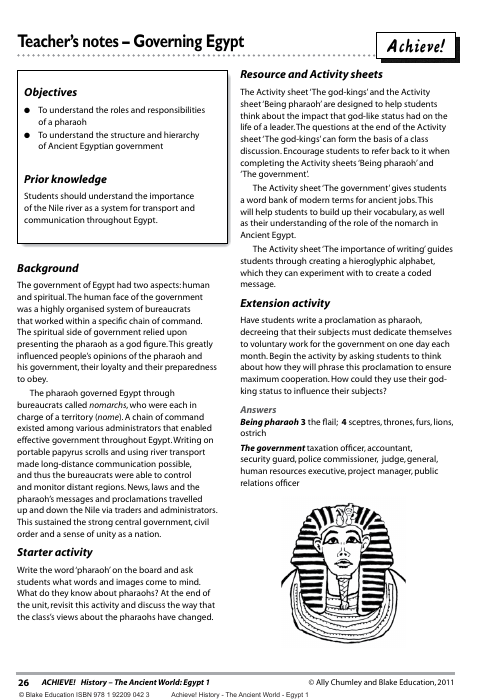 Teacher's notes – Governing Egypt
Achieve!
Objectives
● To understand the roles and responsibilities
of a pharaoh
● To understand the structure and hierarchy
of Ancient Egyptian government
Prior knowledge
Students should understand the importance
of the Nile river as a system for transport and
communication throughout Egypt.
Background
The government of Egypt had two aspects: human
and spiritual. The human face of the government
was a highly organised system of bureaucrats
that worked within a specific chain of command.
The spiritual side of government relied upon
presenting the pharaoh as a god figure. This greatly
influenced people's opinions of the pharaoh and
his government, their loyalty and their preparedness
to obey.
The pharaoh governed Egypt through
bureaucrats called nomarchs, who were each in
charge of a territory (nome). A chain of command
existed among various administrators that enabled
effective government throughout Egypt. Writing on
portable papyrus scrolls and using river transport
made long-distance communication possible,
and thus the bureaucrats were able to control
and monitor distant regions. News, laws and the
pharaoh's messages and proclamations travelled
up and down the Nile via traders and administrators.
This sustained the strong central government, civil
order and a sense of unity as a nation.
Starter activity
Write the word 'pharaoh' on the board and ask
students what words and images come to mind.
What do they know about pharaohs? At the end of
the unit, revisit this activity and discuss the way that
the class's views about the pharaohs have changed.
Resource and Activity sheets
The Activity sheet 'The god-kings' and the Activity
sheet 'Being pharaoh' are designed to help students
think about the impact that god-like status had on the
life of a leader. The questions at the end of the Activity
sheet 'The god-kings' can form the basis of a class
discussion. Encourage students to refer back to it when
completing the Activity sheets 'Being pharaoh' and
'The government'.
The Activity sheet 'The government' gives students
a word bank of modern terms for ancient jobs. This
will help students to build up their vocabulary, as well
as their understanding of the role of the nomarch in
Ancient Egypt.
The Activity sheet 'The importance of writing' guides
students through creating a hieroglyphic alphabet,
which they can experiment with to create a coded
message.
Extension activity
Have students write a proclamation as pharaoh,
decreeing that their subjects must dedicate themselves
to voluntary work for the government on one day each
month. Begin the activity by asking students to think
about how they will phrase this proclamation to ensure
maximum cooperation. How could they use their god-
king status to influence their subjects?
Answers
Being pharaoh 3 the flail; 4 sceptres, thrones, furs, lions,
ostrich
The government taxation officer, accountant,
security guard, police commissioner, judge, general,
human resources executive, project manager, public
relations officer
26 ACHIEVE! History – The Ancient World: Egypt 1
© Ally Chumley and Blake Education, 2011
© Blake Education ISBN 978 1 92209 042 3 Achieve! History - The Ancient World - Egypt 1